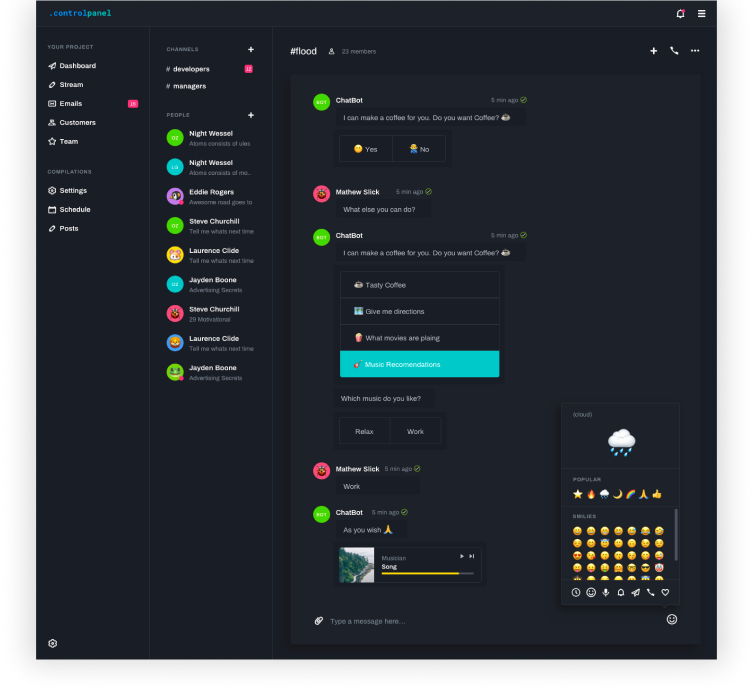 .controlpanel
YOUR PROJECT
Dashboard
Stream
Emails
Customers
Team
COMPILATIONS
Settings
Schedule
Posts
CHANNELS
# developers
# managers
PEOPLE
OZ
Night Wessel
Atoms consists of ules
Night Wessel
Atoms consists of mo..
Eddie Rogers
Awesome road goes to
OZ
Steve Churchill
Tell me whats next time
Laurence Clide
Tell me whats next time
Jayden Boone
Advertising Secrets
Steve Churchill
29 Motivational
Laurence Clide
Tell me whats next time
Jayden Boone
Advertising Secrets
#flood
23 members
BOT
ChatBot
5 min ago
I can make a coffee for you. Do you want Coffee?
Yes
No
Mathew Slick
5 min ago
What else you can do?
BOT
ChatBot
5 min ago
I can make a coffee for you. Do you want Coffee?
Tasty Coffee
Give me directions
What movies are plaing
Music Recomendations
Which music do you like?
Relax
Work
Mathew Slick
5 min ago
Work
BOT
ChatBot
5 min ago
As you wish
Musician
Song
Type a message here...
(cloud)
POPULAR
SMILIES